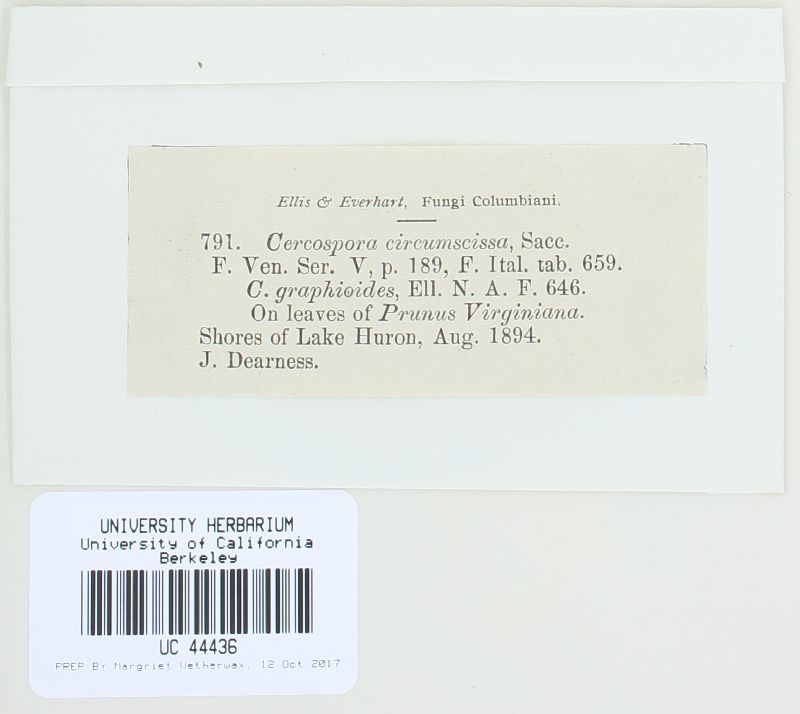 Ellis & Everhart, Fungi Columbiani.
791. Cercospora circumscissa, Sacc.
F. Ven. Ser. V, p. 189, F. Ital. tab. 659.
C. graphioides, Ell. N. A. F. 646.
On leaves of Prunus Virginiana.
Shores of Lake Huron, Aug. 1894.
J. Dearness.
UNIVERSITY HERBARIUM
University of California
Berkeley
UC 44436
PREP BY Margriet Wetherwax, 12 Oct 2017